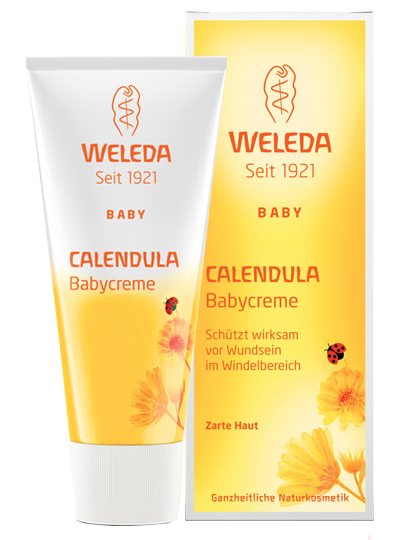 WELEDA
Seit 1921
BABY
CALENDULA
Babycreme
WELEDA
Seit 1921
BABY
CALENDULA
Babycreme
Schützt wirksam
vor Wundsein
im Windelbereich
Zarte Haut
Ganzheitliche Naturkosmetik